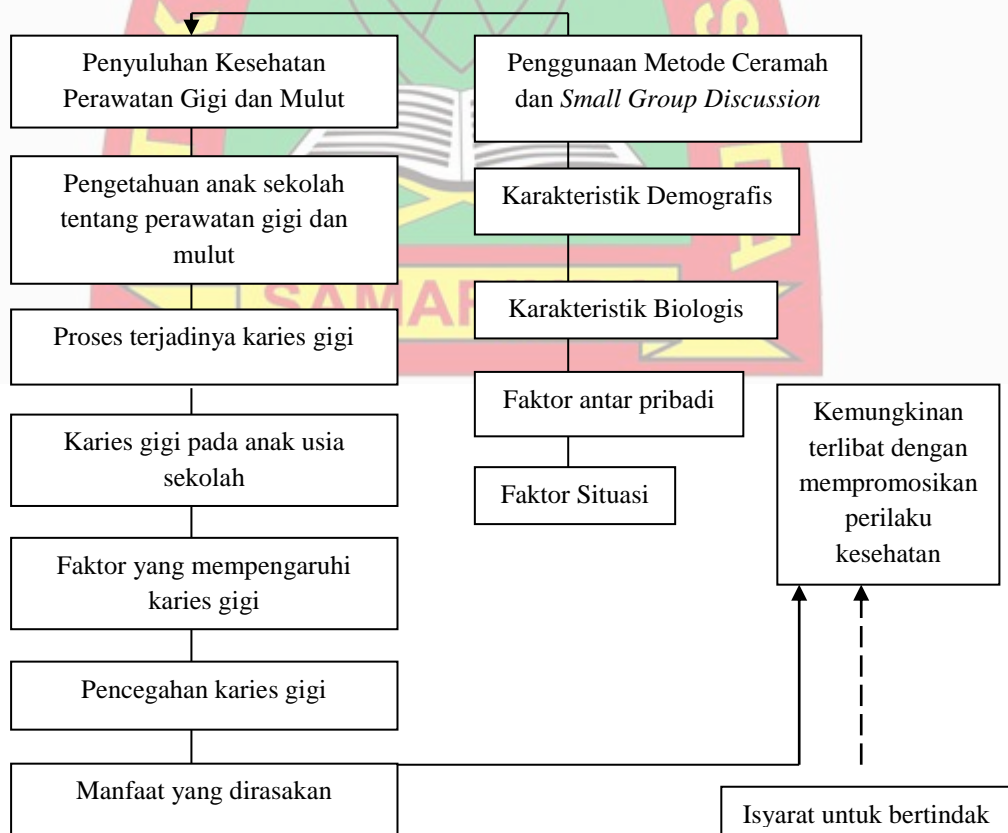 Penyuluhan Kesehatan
Perawatan Gigi dan Mulut
Pengetahuan anak sekolah
tentang perawatan gigi dan
mulut
Proses terjadinya karies gigi
Karies gigi pada anak usia
sekolah
Faktor yang mempengaruhi
karies gigi
Pencegahan karies gigi
Manfaat yang dirasakan
Penggunaan Metode Ceramah
dan Small Group Discussion
Karakteristik Demografis
Karakteristik Biologis
Faktor antar pribadi
Faktor Situasi
Kemungkinan
terlibat dengan
mempromosikan
perilaku
kesehatan
Isyarat untuk bertindak